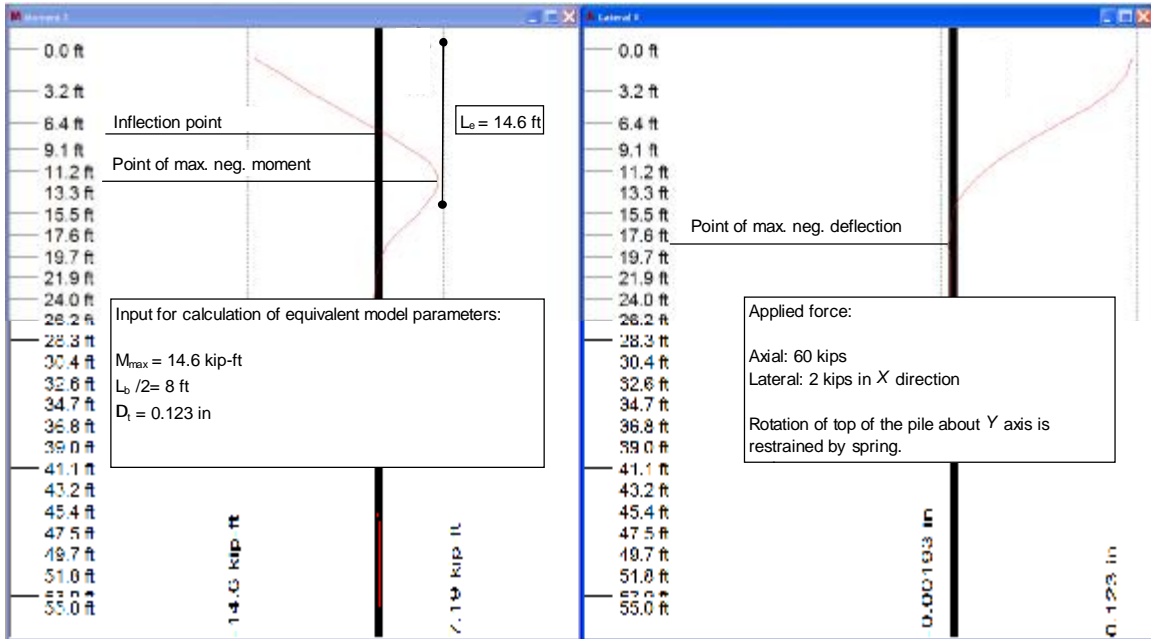 Lateral X
0.0 ft
3.2 ft
6.4 ft
9.1 ft
11.2 ft
13.3 ft
15.5 ft
17.6 ft
19.7 ft
21.9 ft
24.0 ft
26.2 ft
28.3 ft
30.4 ft
32.6 ft
34.7 ft
36.8 ft
39.0 ft
41.1 ft
43.2 ft
45.4 ft
47.5 ft
49.7 ft
51.8 ft
55.0 ft
Inflection point
Point of max. neg. moment
Le = 14.6 ft
Input for calculation of equivalent model parameters:
Mmax = 14.6 kip-ft
Lb /2= 8 ft
Dt = 0.123 in
-14.6 kip ft
7.19 kip ft
0.0 ft
3.2 ft
6.4 ft
9.1 ft
11.2 ft
13.3 ft
15.5 ft
17.6 ft
19.7 ft
21.9 ft
24.0 ft
26.2 ft
28.3 ft
30.4 ft
32.6 ft
34.7 ft
36.8 ft
39.0 ft
41.1 ft
43.2 ft
45.4 ft
47.5 ft
49.7 ft
51.8 ft
55.0 ft
Point of max. neg. deflection
Applied force:
Axial: 60 kips
Lateral: 2 kips in X direction
Rotation of top of the pile about Y axis is
restrained by spring.
0.00193 in
0.123 in